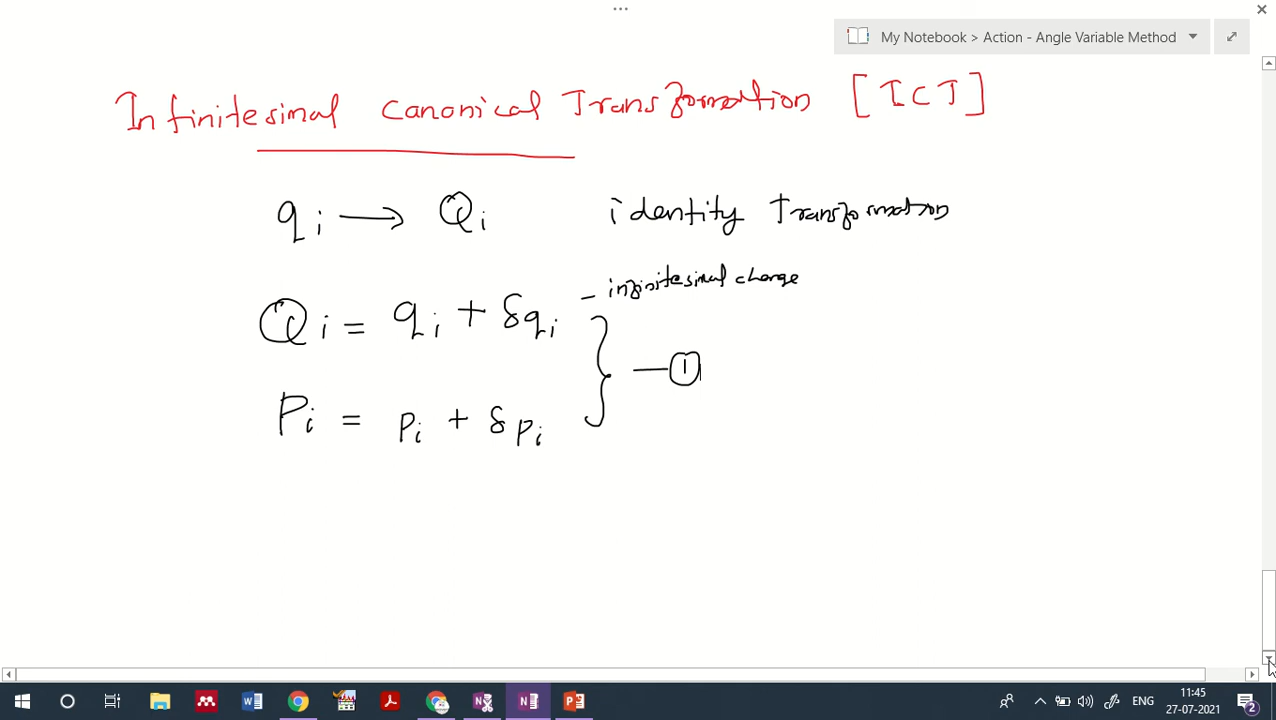 My Notebook > Action - Angle Variable Method
Infinitesimal canonical Transformation [ICT]
qi → Qi identity Transformation
Qi = qi + δqi – infinitesimal change
— ①
Pi = pi + δpi
ENG
11:45
27-07-2021
2